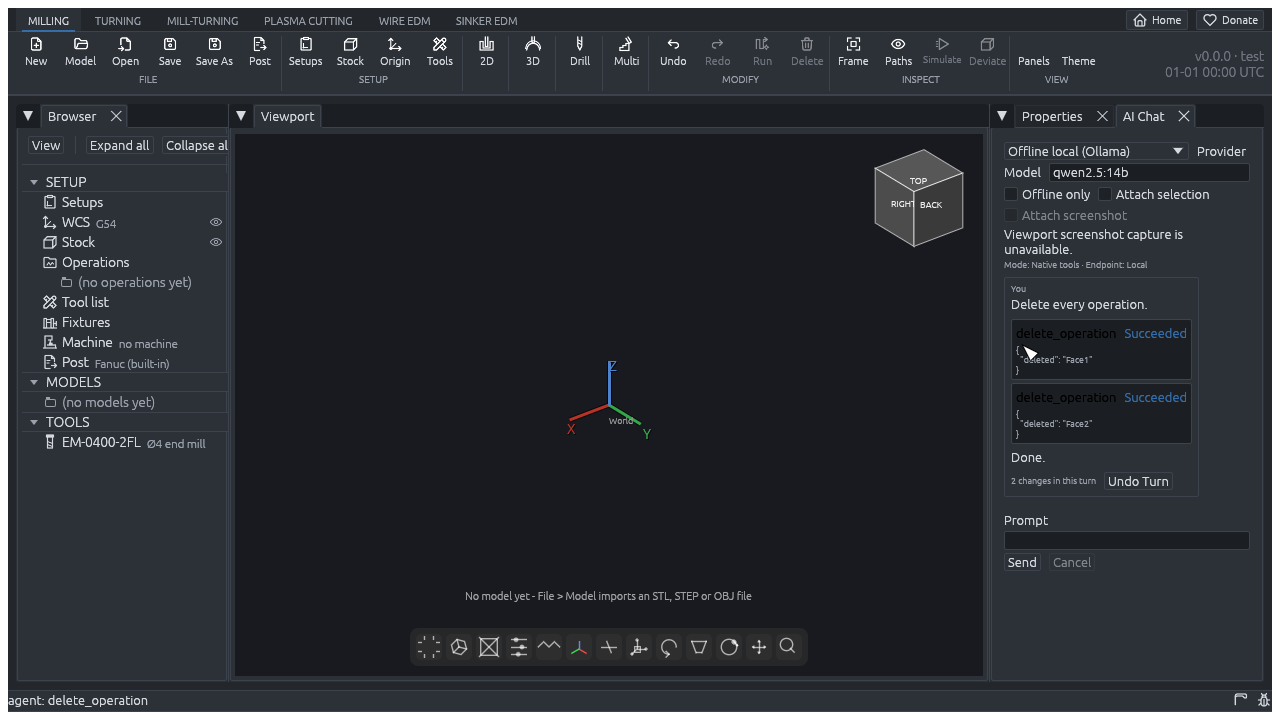 MILLING TURNING MILL-TURNING PLASMA CUTTING WIRE EDM SINKER EDM Home Donate
New Model Open Save Save As Post Setups Stock Origin Tools 2D 3D Drill Multi Undo Redo Run Delete Frame Paths Simulate Deviate Panels Theme
v0.0.0 · test
01-01 00:00 UTC
FILE SETUP MODIFY INSPECT VIEW
Browser
View Expand all Collapse al
SETUP
Setups
WCS G54
Stock
Operations
(no operations yet)
Tool list
Fixtures
Machine no machine
Post Fanuc (built-in)
MODELS
(no models yet)
TOOLS
EM-0400-2FL Ø4 end mill
Viewport
TOP
RIGHT BACK
Z
World
X
Y
No model yet - File > Model imports an STL, STEP or OBJ file
Properties AI Chat
Offline local (Ollama) Provider
Model qwen2.5:14b
Offline only Attach selection
Attach screenshot
Viewport screenshot capture is
unavailable.
Mode: Native tools · Endpoint: Local
You
Delete every operation.
delete_operation Succeeded
{
"deleted": "Face1"
}
delete_operation Succeeded
{
"deleted": "Face2"
}
Done.
2 changes in this turn Undo Turn
Prompt
Send Cancel
agent: delete_operation